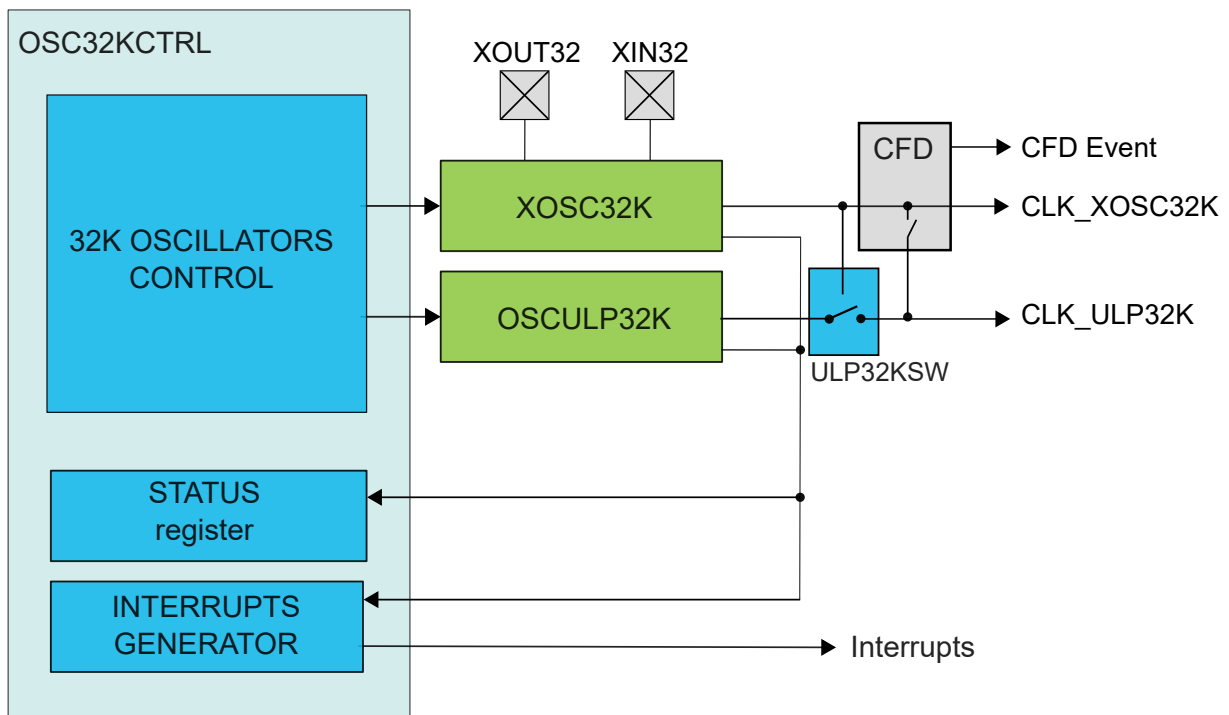 OSC32KCTRL
XOUT32
XIN32
32K OSCILLATORS
CONTROL
XOSC32K
OSCULP32K
CFD
CFD Event
CLK_XOSC32K
CLK_ULP32K
ULP32KSW
STATUS
register
INTERRUPTS
GENERATOR
Interrupts